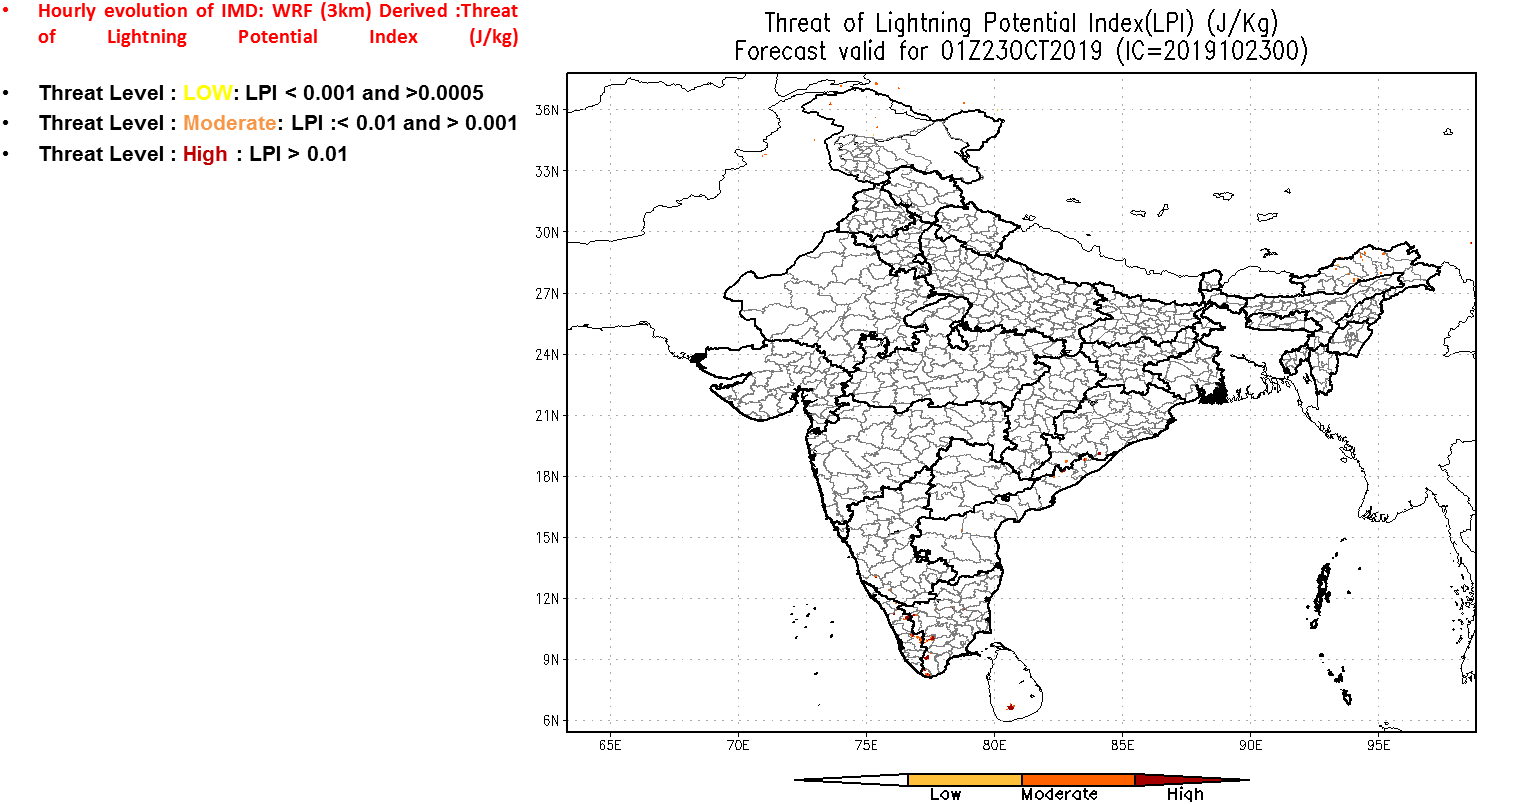 • Hourly evolution of IMD: WRF (3km) Derived :Threat
of Lightning Potential Index (J/kg)
• Threat Level : LOW: LPI < 0.001 and >0.0005
• Threat Level : Moderate: LPI :< 0.01 and > 0.001
• Threat Level : High : LPI > 0.01
Threat of Lightning Potential Index(LPI) (J/Kg)
Forecast valid for 01Z23OCT2019 (IC=2019102300)
36N
33N
30N
27N
24N
21N
18N
15N
12N
9N
6N
65E 70E 75E 80E 85E 90E 95E
Low Moderate High